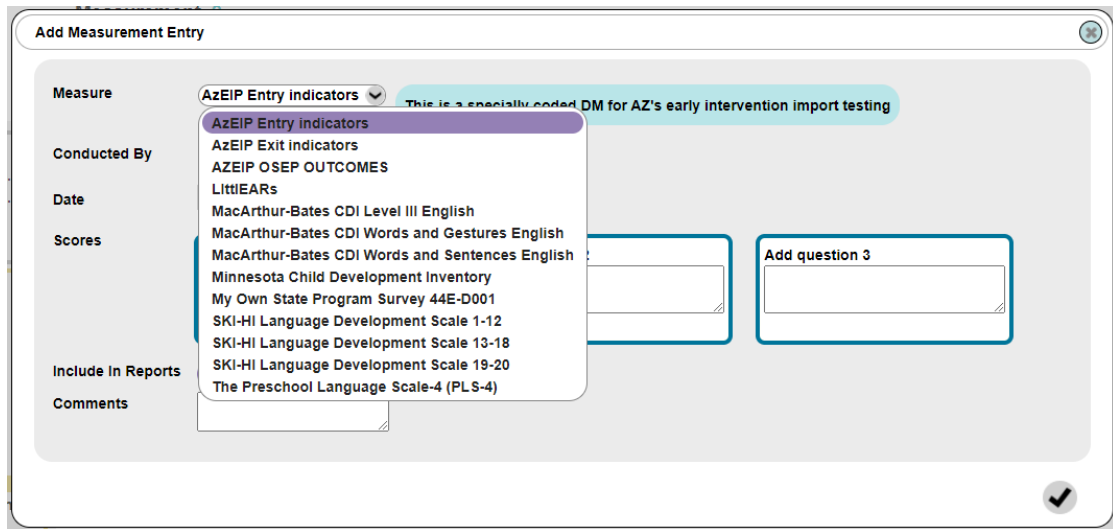 Add Measurement Entry
Measure
AzEIP Entry indicators
This is a specially coded DM for AZ's early intervention import testing
AzEIP Entry indicators
AzEIP Exit indicators
AZEIP OSEP OUTCOMES
LittlEARs
MacArthur-Bates CDI Level III English
MacArthur-Bates CDI Words and Gestures English
MacArthur-Bates CDI Words and Sentences English
Minnesota Child Development Inventory
My Own State Program Survey 44E-D001
SKI-HI Language Development Scale 1-12
SKI-HI Language Development Scale 13-18
SKI-HI Language Development Scale 19-20
The Preschool Language Scale-4 (PLS-4)
Conducted By
Date
Scores
Add question 3
Include In Reports
Comments